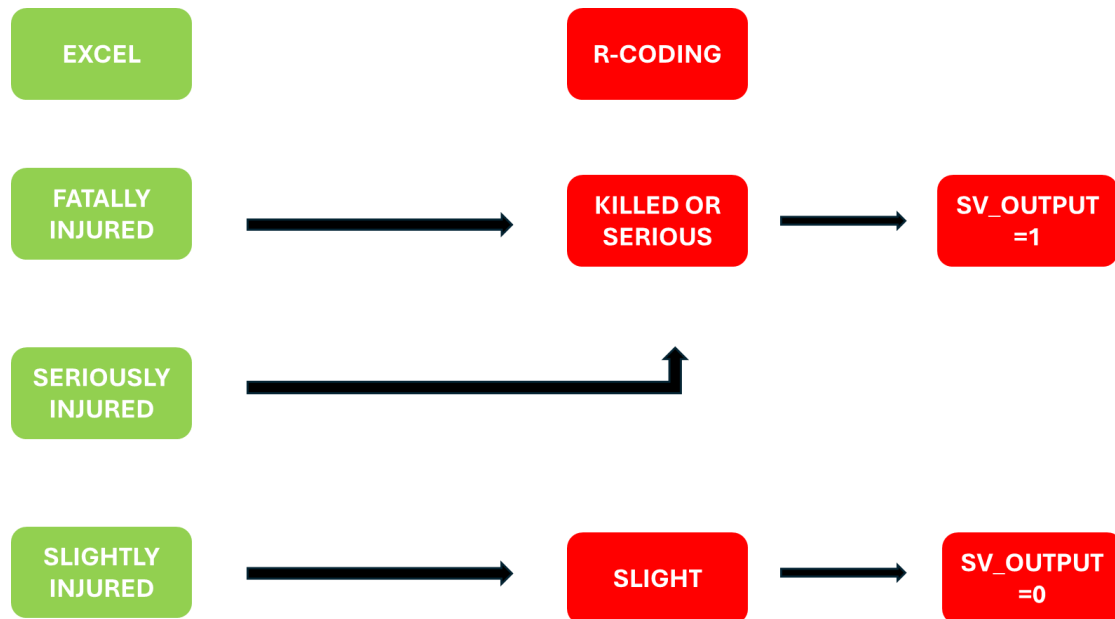 EXCEL
R-CODING
FATALLY
INJURED
KILLED OR
SERIOUS
SV_OUTPUT
=1
SERIOUSLY
INJURED
SLIGHTLY
INJURED
SLIGHT
SV_OUTPUT
=0